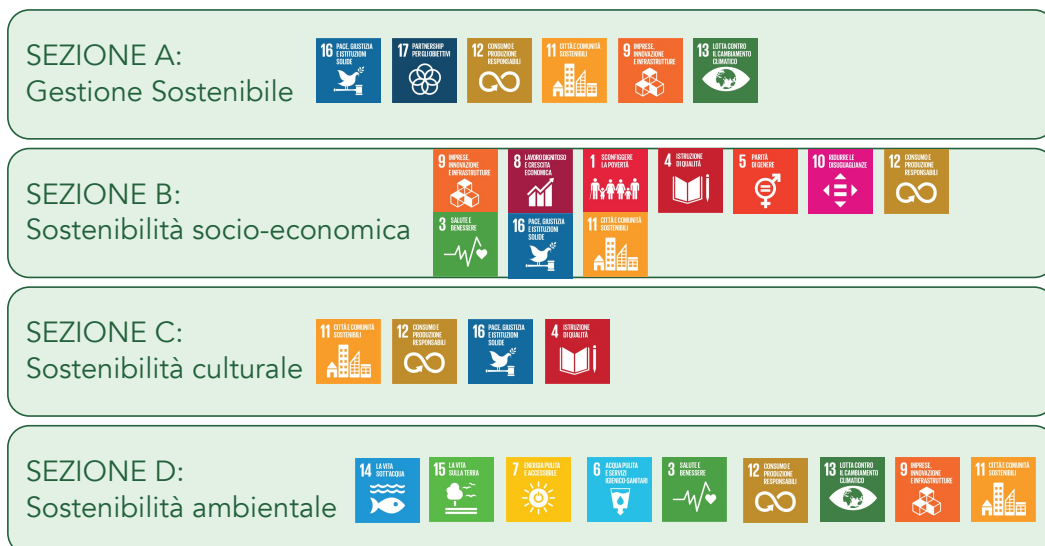 SEZIONE A:
Gestione Sostenibile
16 PACE, GIUSTIZIA
E ISTITUZIONI
SOLIDE
17 PARTNERSHIP
PER GLI OBIETTIVI
12 CONSUMO E
PRODUZIONE
RESPONSABILI
11 CITTÀ E COMUNITÀ
SOSTENIBILI
9 IMPRESE,
INNOVAZIONE
E INFRASTRUTTURE
13 LOTTA CONTRO
IL CAMBIAMENTO
CLIMATICO
SEZIONE B:
Sostenibilità socio-economica
9 IMPRESE,
INNOVAZIONE
E INFRASTRUTTURE
8 LAVORO DIGNITOSO
E CRESCITA
ECONOMICA
1 SCONFIGGERE
LA POVERTÀ
4 ISTRUZIONE
DI QUALITÀ
5 PARITÀ
DI GENERE
10 RIDURRE LE
DISUGUAGLIANZE
12 CONSUMO E
PRODUZIONE
RESPONSABILI
3 SALUTE E
BENESSERE
16 PACE, GIUSTIZIA
E ISTITUZIONI
SOLIDE
11 CITTÀ E COMUNITÀ
SOSTENIBILI
SEZIONE C:
Sostenibilità culturale
11 CITTÀ E COMUNITÀ
SOSTENIBILI
12 CONSUMO E
PRODUZIONE
RESPONSABILI
16 PACE, GIUSTIZIA
E ISTITUZIONI
SOLIDE
4 ISTRUZIONE
DI QUALITÀ
SEZIONE D:
Sostenibilità ambientale
14 LA VITA
SOTT'ACQUA
15 LA VITA
SULLA TERRA
7 ENERGIA PULITA
E ACCESSIBILE
6 ACQUA PULITA
E SERVIZI
IGIENICO-SANITARI
3 SALUTE E
BENESSERE
12 CONSUMO E
PRODUZIONE
RESPONSABILI
13 LOTTA CONTRO
IL CAMBIAMENTO
CLIMATICO
9 IMPRESE,
INNOVAZIONE
E INFRASTRUTTURE
11 CITTÀ E COMUNITÀ
SOSTENIBILI